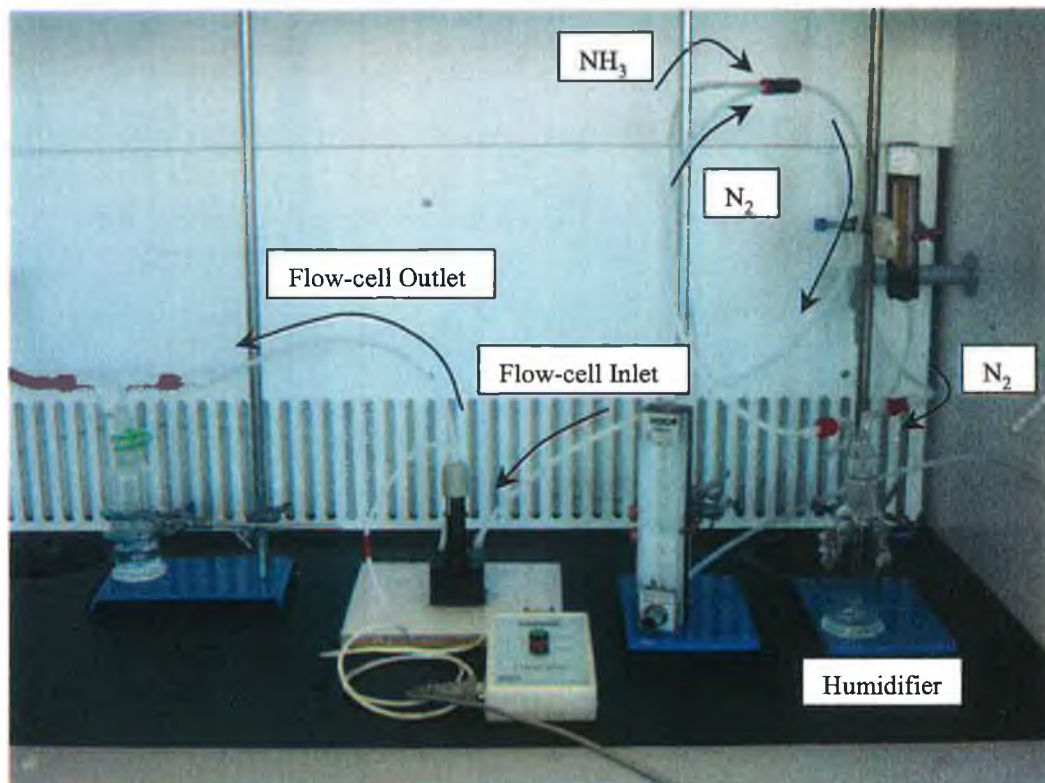 NH₃
N₂
Flow-cell Outlet
Flow-cell Inlet
N₂
Humidifier